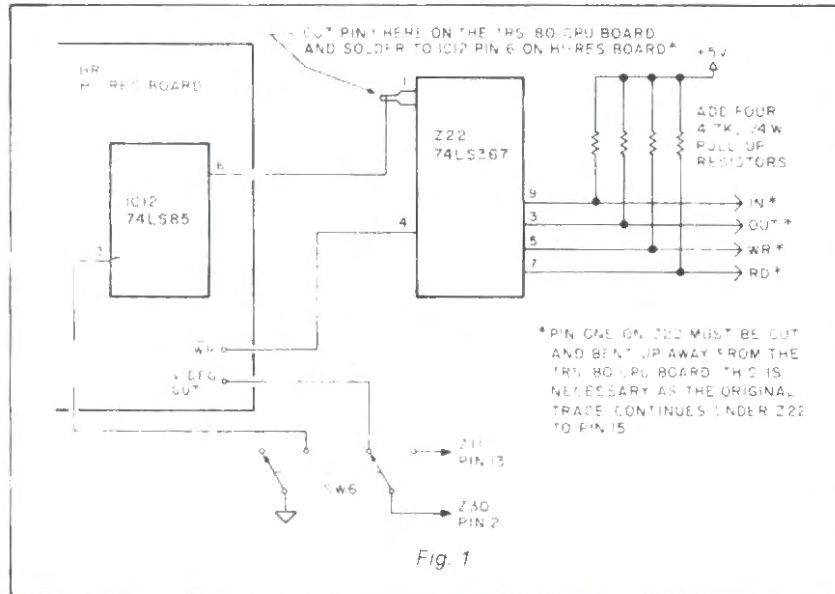 CUT PIN 1 HERE ON THE TRS-80 CPU BOARD
AND SOLDER TO IC12 PIN 6 ON HI-RES BOARD*
HI-RES BOARD
IC12
74LS85
6
3
1
Z22
74LS367
4
9
3
5
7
+5V
ADD FOUR
4.7K, 1/4 W
PULL UP
RESISTORS
IN*
OUT*
WR*
RD*
WR
VIDEO
OUT
* PIN ONE ON Z22 MUST BE CUT
AND BENT UP AWAY FROM THE
TRS-80 CPU BOARD. THIS IS
NECESSARY AS THE ORIGINAL
TRACE CONTINUES UNDER Z22
TO PIN 15
SW6
PIN 13
Z30
PIN 2
Fig. 1